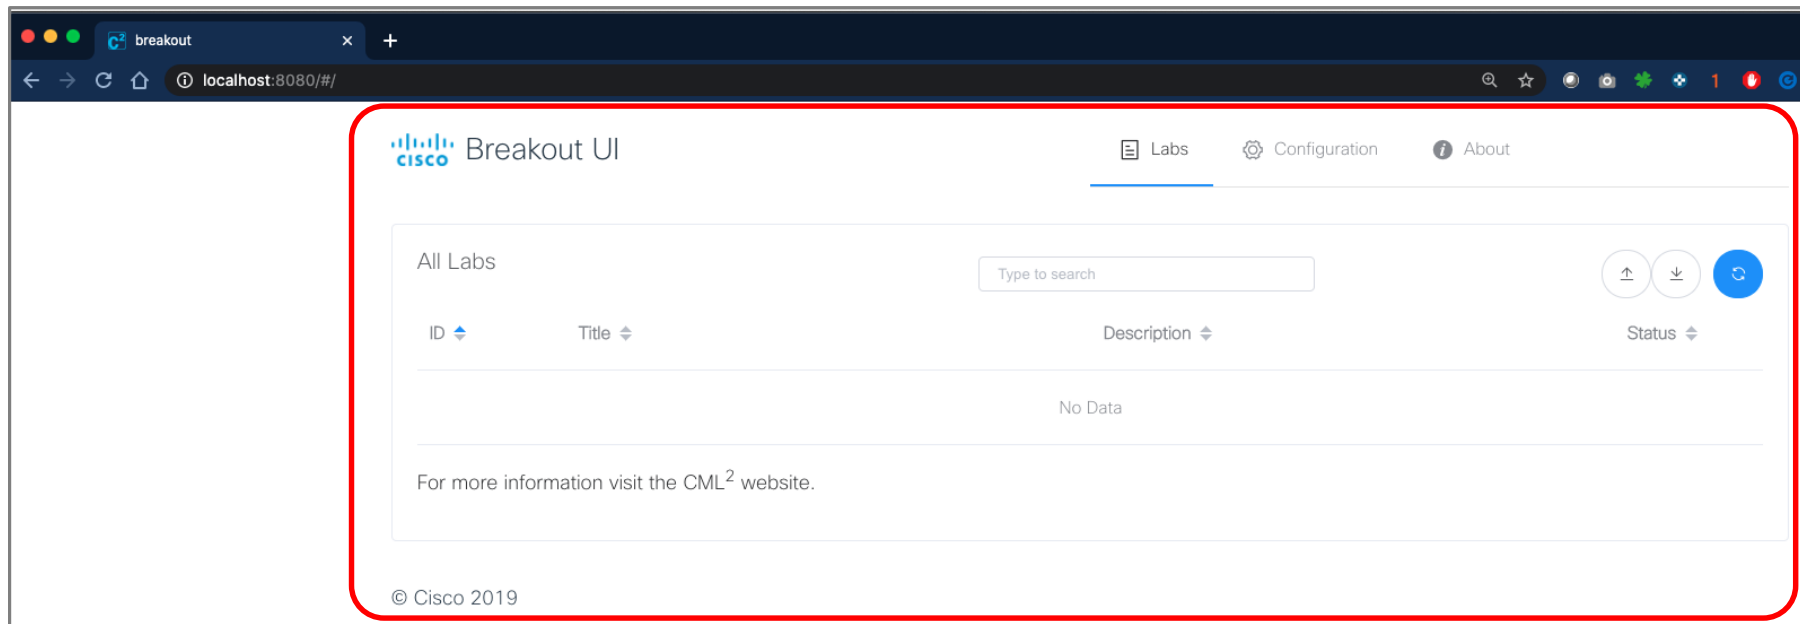 breakout
localhost:8080/#/
1
cisco Breakout UI
Labs Configuration About
All Labs
Type to search
ID Title Description Status
No Data
For more information visit the CML² website.
© Cisco 2019